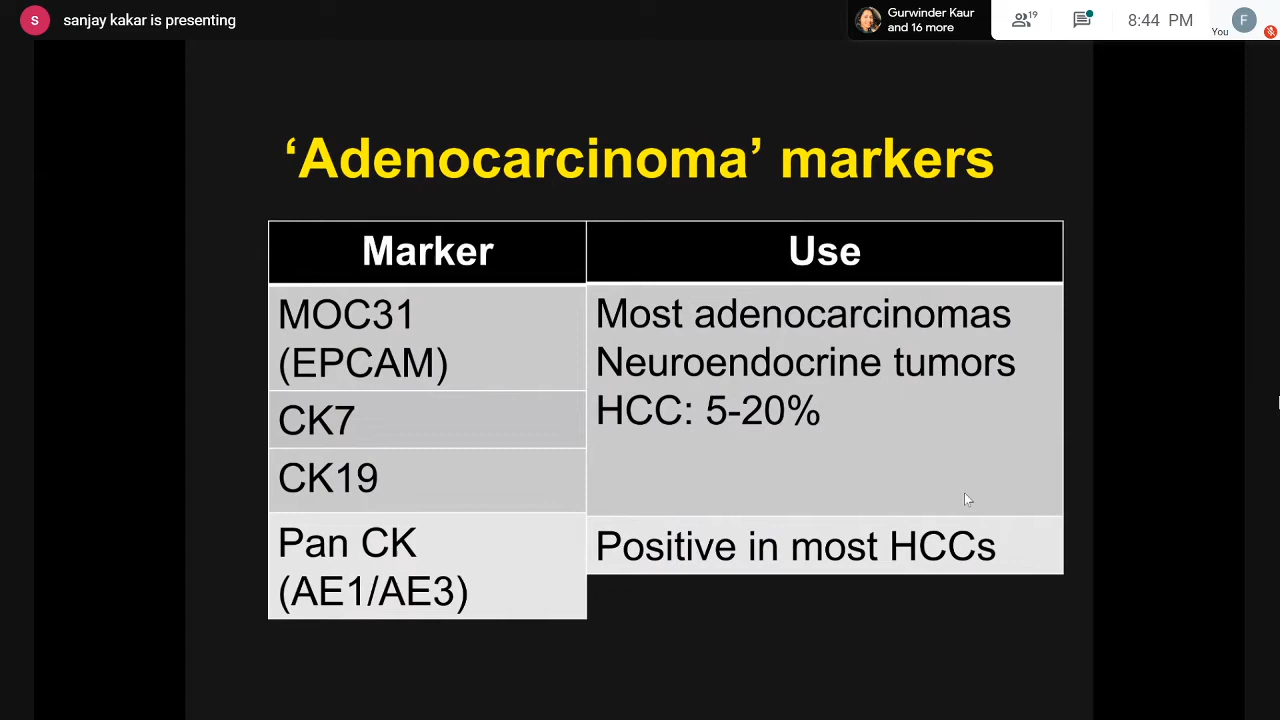 S
sanjay kakar is presenting
Gurwinder Kaur
and 16 more
19
8:44 PM
You
F
‘Adenocarcinoma’ markers
Marker
Use
MOC31
(EPCAM)
CK7
CK19
Most adenocarcinomas
Neuroendocrine tumors
HCC: 5-20%
Pan CK
(AE1/AE3)
Positive in most HCCs